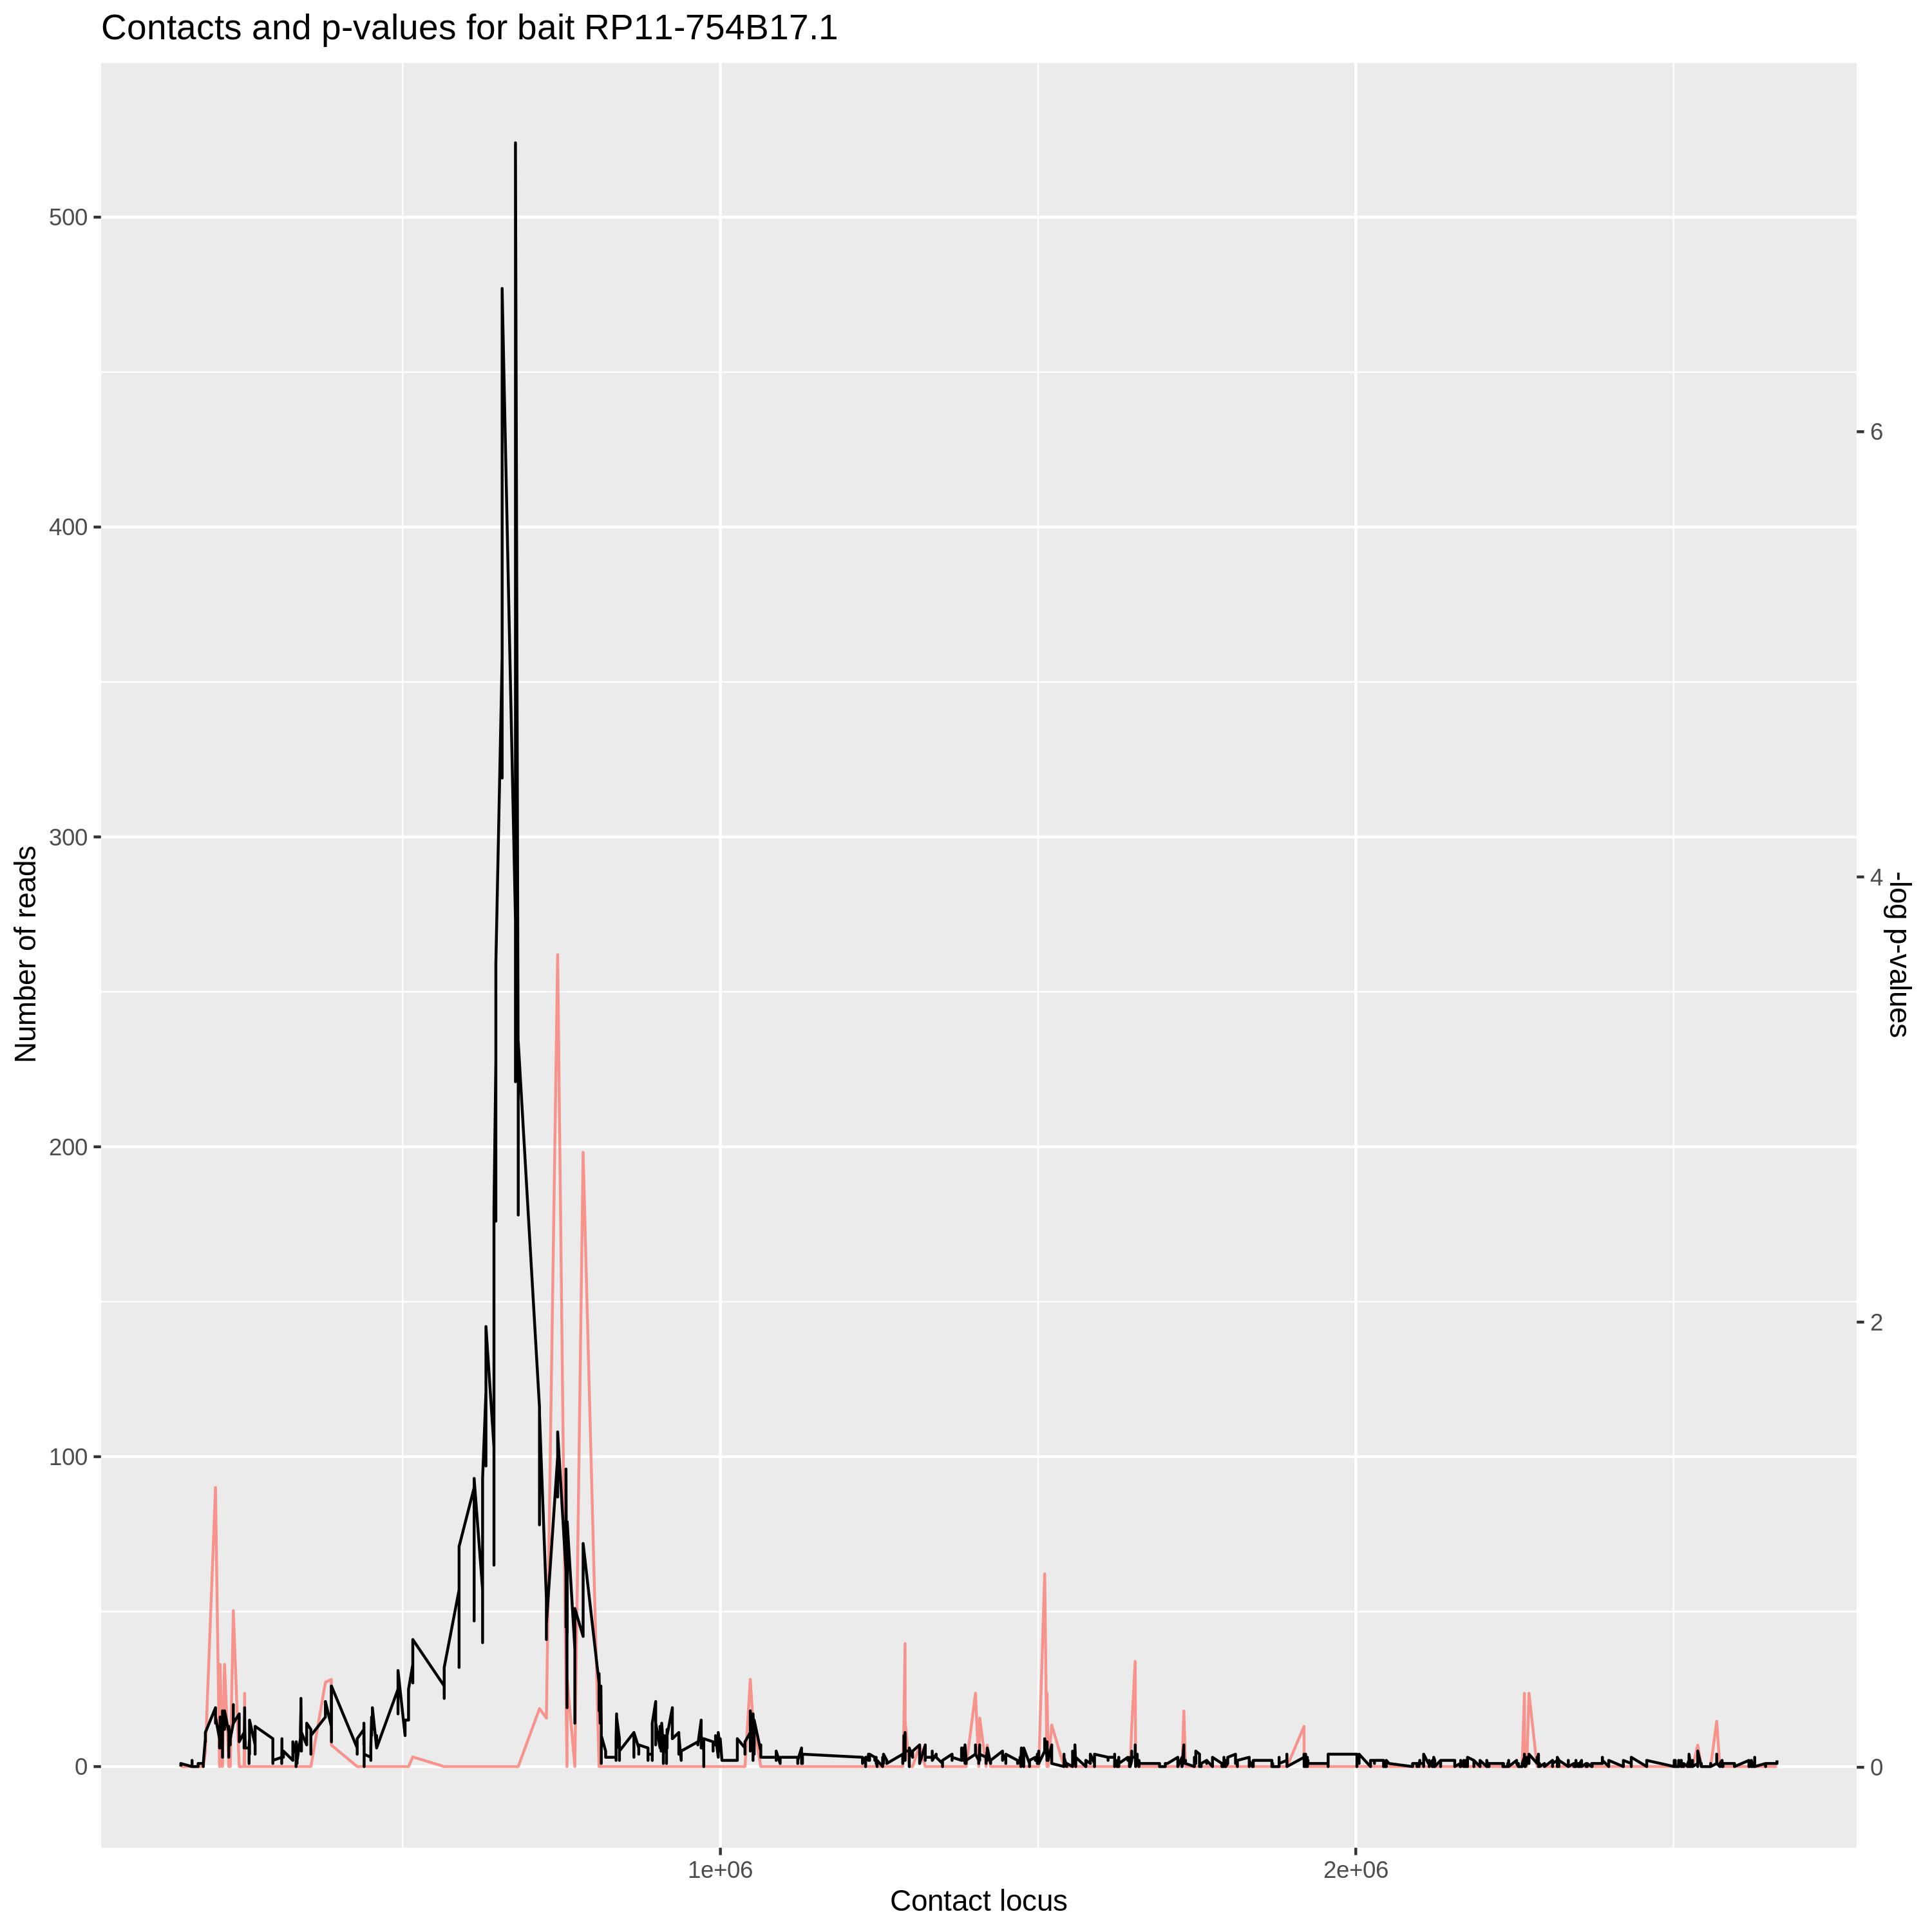 Contacts and p-values for bait RP11-754B17.1
500
400
300
200
100
0
Number of reads
6
4
2
0
-log p-values
1e+06
2e+06
Contact locus